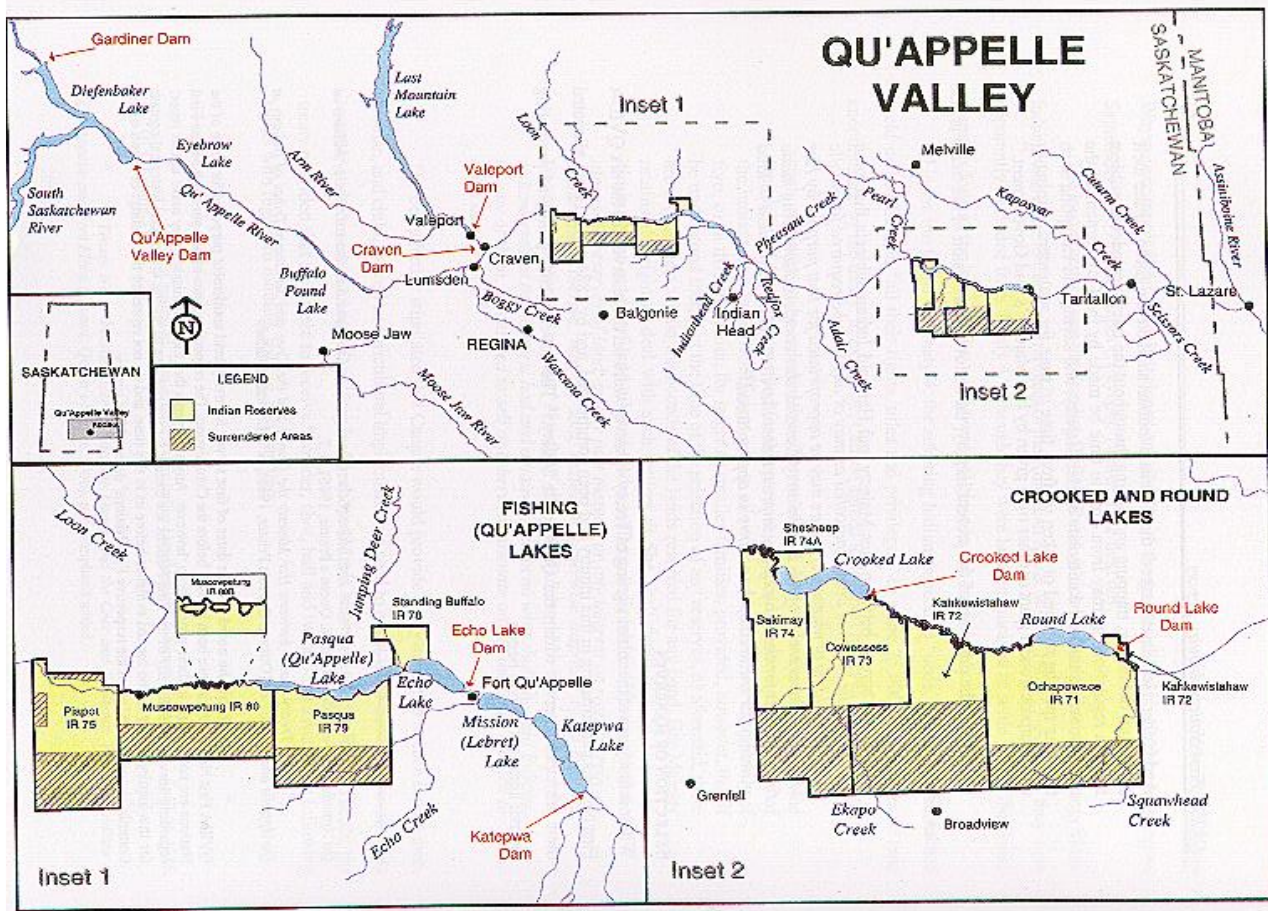 QU'APPELLE
VALLEY
Gardiner Dam
Diefenbaker
Lake
Eyebrow
Lake
Qu'Appelle River
South
Saskatchewan
River
Qu'Appelle
Valley Dam
Arm River
Last
Mountain
Lake
Buffalo
Pound
Lake
Valeport
Valeport
Dam
Craven
Dam
Craven
Lumsden
Boggy Creek
Balgonie
REGINA
Wascana Creek
Moose Jaw
Moose Jaw River
Loon
Creek
Inset 1
Indianhead Creek
Indian
Head
Redfox
Creek
Pheasant Creek
Pearl
Creek
Adair Creek
Melville
Kaposvar
Creek
Cutarm Creek
Inset 2
Tantallon
Scissors Creek
St. Lazare
Assiniboine River
SASKATCHEWAN
MANITOBA
N
SASKATCHEWAN
Qu'Appelle Valley
REGINA
LEGEND
Indian Reserves
Surrendered Areas
FISHING
(QU'APPELLE)
LAKES
Loon Creek
Jumping Deer Creek
Muscowpetung
IR 80B
Standing Buffalo
IR 78
Pasqua
(Qu'Appelle)
Lake
Echo Lake
Dam
Echo
Lake
Fort Qu'Appelle
Piapot
IR 75
Muscowpetung IR 80
Pasqua
IR 79
Mission
(Lebret)
Lake
Katepwa
Lake
Echo Creek
Katepwa
Dam
Inset 1
CROOKED AND ROUND
LAKES
Shesheep
IR 74A
Crooked Lake
Crooked Lake
Dam
Kahkewistahaw
IR 72
Round Lake
Round Lake
Dam
Sakimay
IR 74
Cowessess
IR 73
Ochapowace
IR 71
Kahkewistahaw
IR 72
Grenfell
Ekapo
Creek
Broadview
Squawhead
Creek
Inset 2